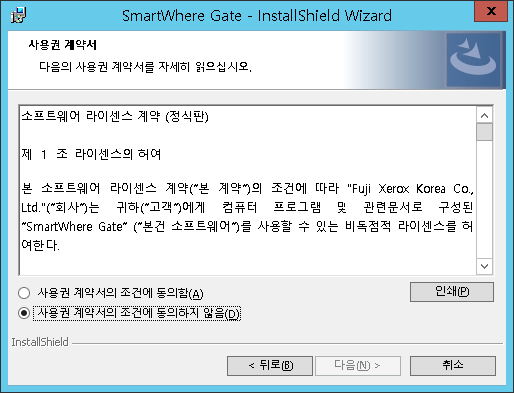 SmartWhere Gate - InstallShield Wizard
사용권 계약서
다음의 사용권 계약서를 자세히 읽으십시오.
소프트웨어 라이센스 계약 (정식판)
제 1 조 라이센스의 허여
본 소프트웨어 라이센스 계약("본 계약")의 조건에 따라 "Fuji Xerox Korea Co.,
Ltd."("회사")는 귀하("고객")에게 컴퓨터 프로그램 및 관련문서로 구성된
"SmartWhere Gate" ("본건 소프트웨어")를 사용할 수 있는 비독점적 라이센스를 허
여한다.
사용권 계약서의 조건에 동의함(A)
인쇄(P)
사용권 계약서의 조건에 동의하지 않음(D)
InstallShield
< 뒤로(B)
다음(N) >
취소